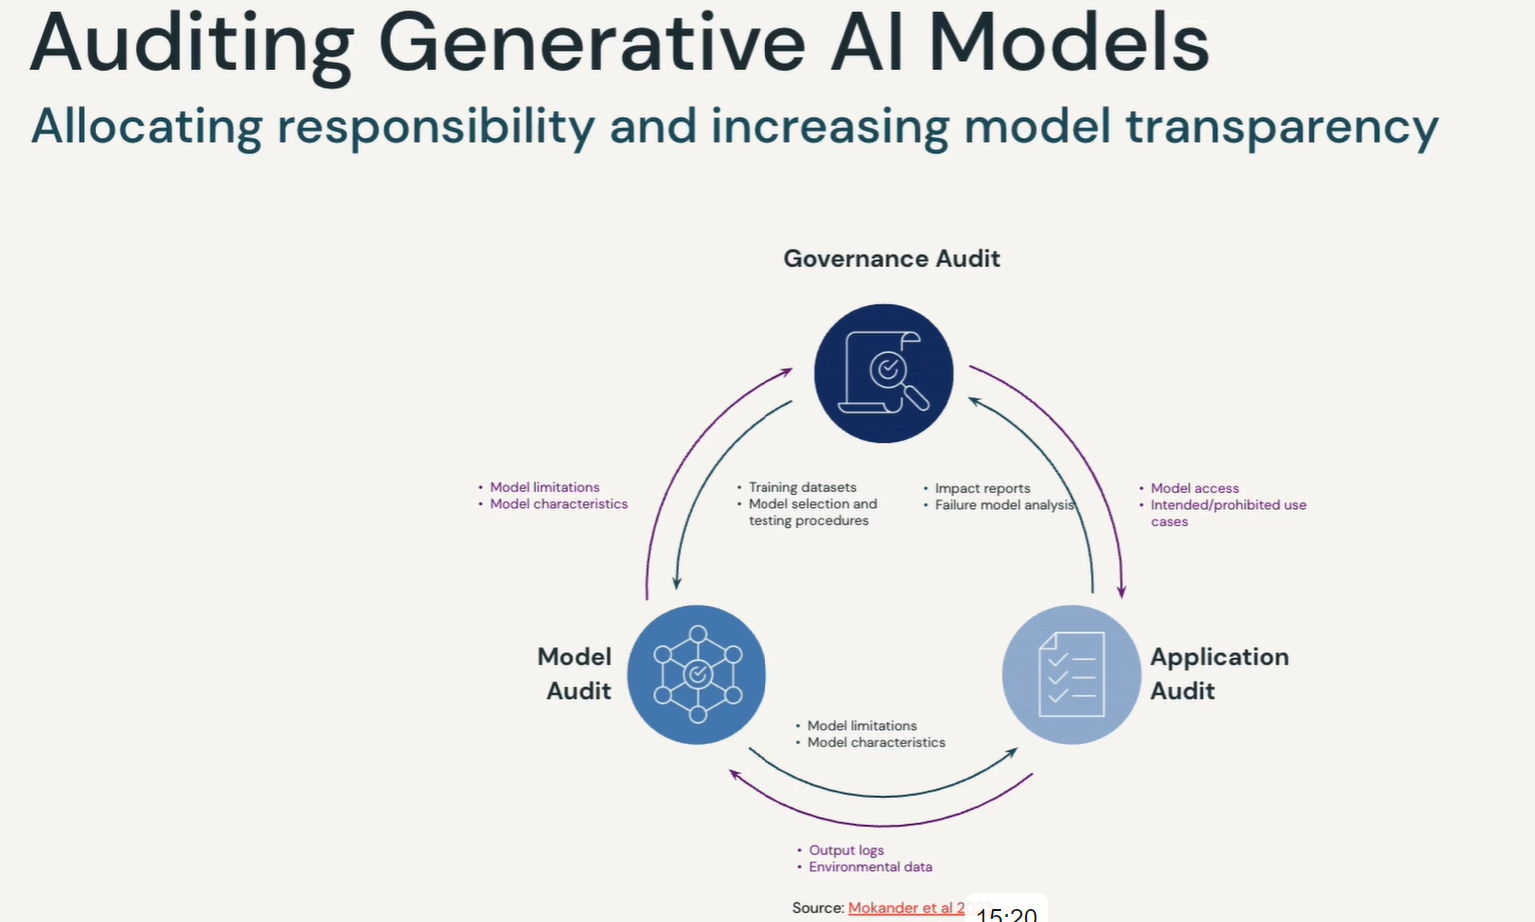 Auditing Generative AI Models
Allocating responsibility and increasing model transparency
Governance Audit
• Model limitations
• Model characteristics
• Training datasets
• Model selection and
testing procedures
• Impact reports
• Failure model analysis
• Model access
• Intended/prohibited use
cases
Model
Audit
Application
Audit
• Model limitations
• Model characteristics
• Output logs
• Environmental data
Source: Mokander et al
15:20